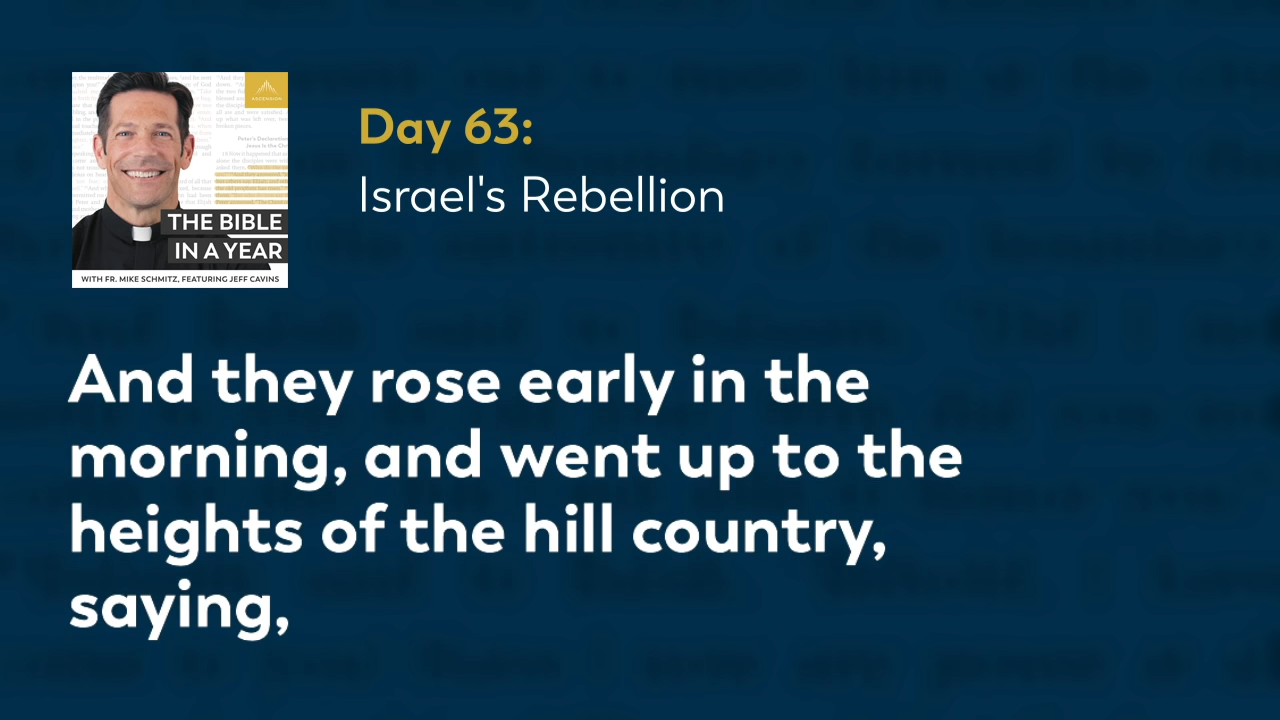 ASCENSION
THE BIBLE
IN A YEAR
WITH FR. MIKE SCHMITZ, FEATURING JEFF CAVINS
Day 63:
Israel's Rebellion
And they rose early in the
morning, and went up to the
heights of the hill country,
saying,